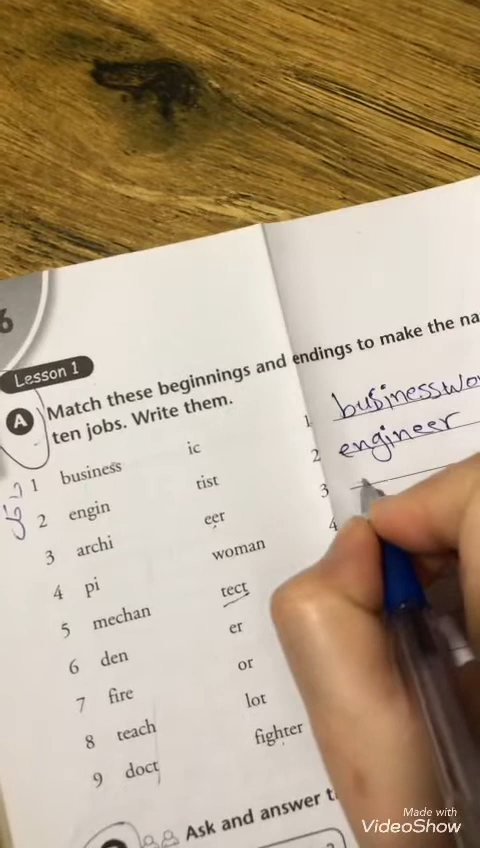 6
Lesson 1
A Match these beginnings and endings to make the na
ten jobs. Write them.
1 business ic
2 engin tist
3 archi eer
4 pi woman
5 mechan tect
6 den er
7 fire or
8 teach lot
9 doct fighter
1 businesswo
2 engineer
3
4
Ask and answer t
Made with
VideoShow